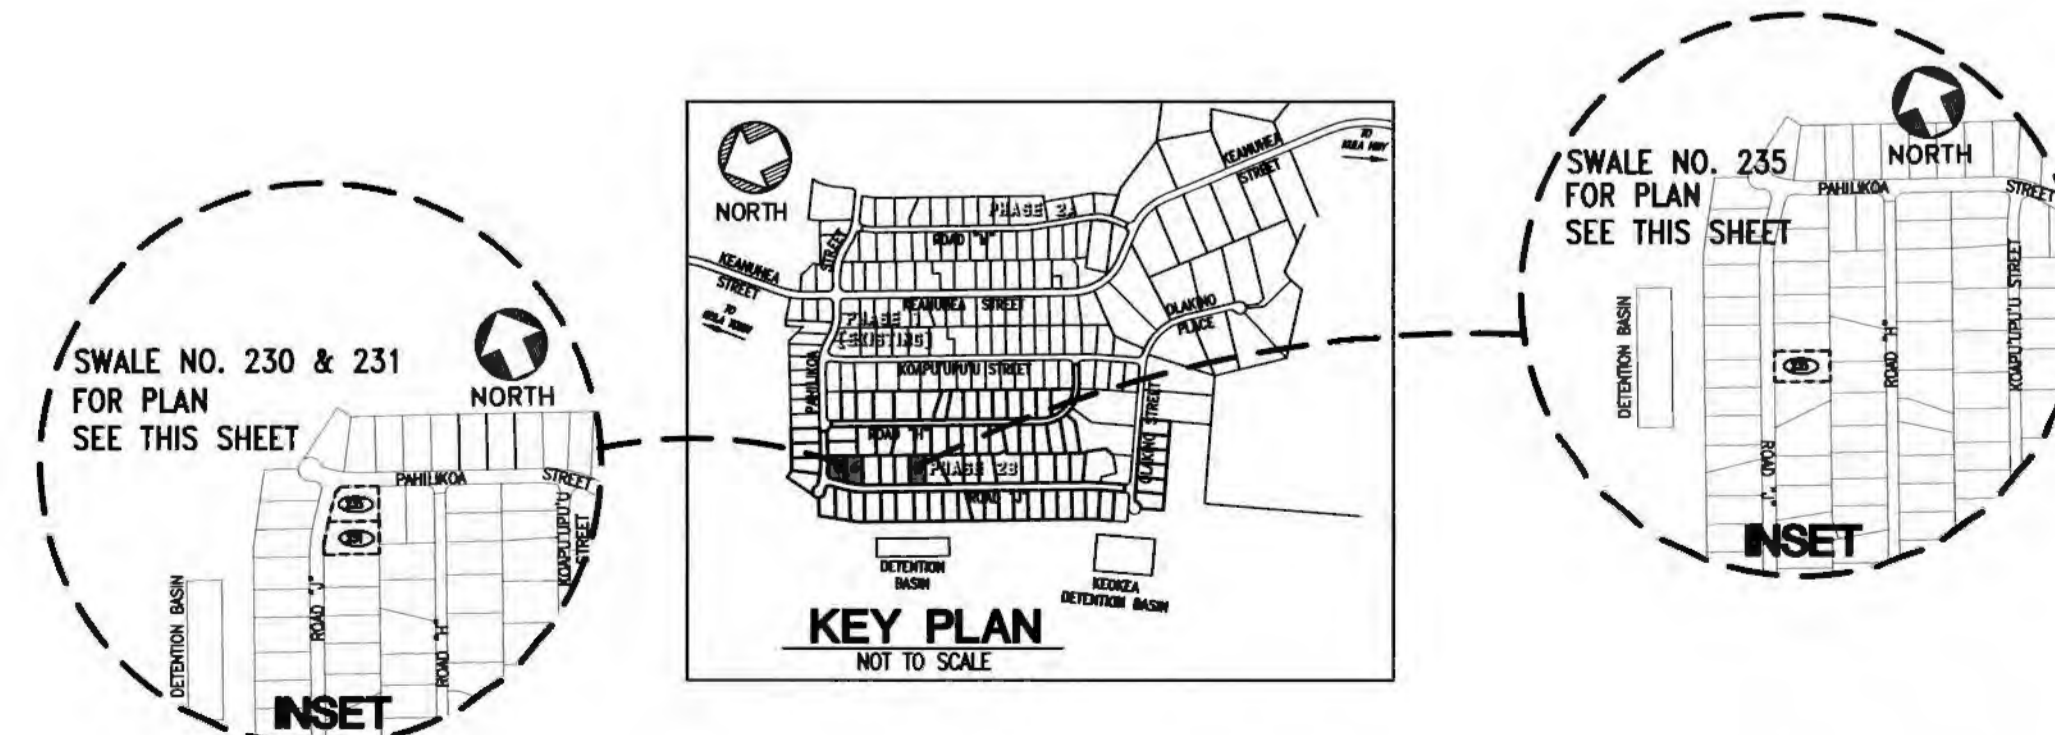 SWALE NO. 230 & 231
FOR PLAN
SEE THIS SHEET
NORTH
PAHILIKOA
STREET
KOAPU'UPU'U
STREET
ROAD "J"
ROAD "H"
DETENTION BASIN
INSET
NORTH
PHASE 2A
ROAD "M"
STREET
KEANUHEA
STREET
KEANUHEA STREET
KEANUHEA
STREET
TO
KULA HWY
PHASE
(EXISTING)
OLAKINO
PLACE
PAHILIKOA
KOAPU'UPU'U STREET
ROAD "H"
OLAKINO STREET
PHASE 2B
ROAD "J"
DETENTION
BASIN
KEOKEA
DETENTION BASIN
KEY PLAN
NOT TO SCALE
SWALE NO. 235
FOR PLAN
SEE THIS SHEET
NORTH
PAHILIKOA
STREET
DETENTION BASIN
ROAD "J"
ROAD "H"
KOAPU'UPU'U STREET
INSET